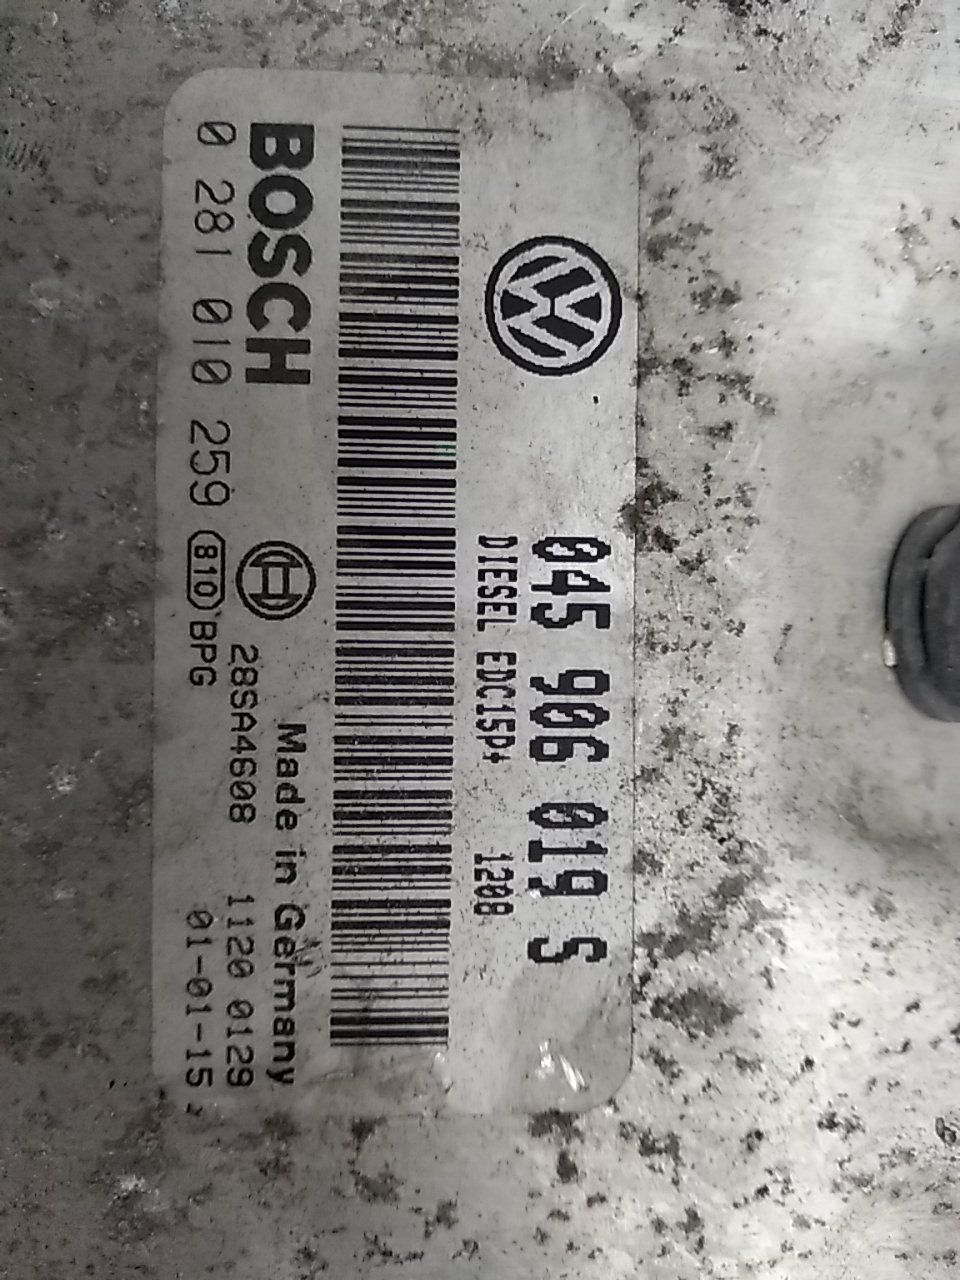 045 906 019 S
DIESEL EDC15P+ 1208
BOSCH Made in Germany
28SA4608 1120 0129
0 281 010 259 810 BPG 01-01-15